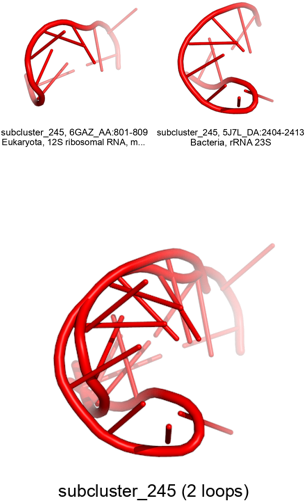 subcluster_245, 6GAZ_AA:801-809
Eukaryota, 12S ribosomal RNA, m...
subcluster_245, 5J7L_DA:2404-2413
Bacteria, rRNA 23S
subcluster_245 (2 loops)